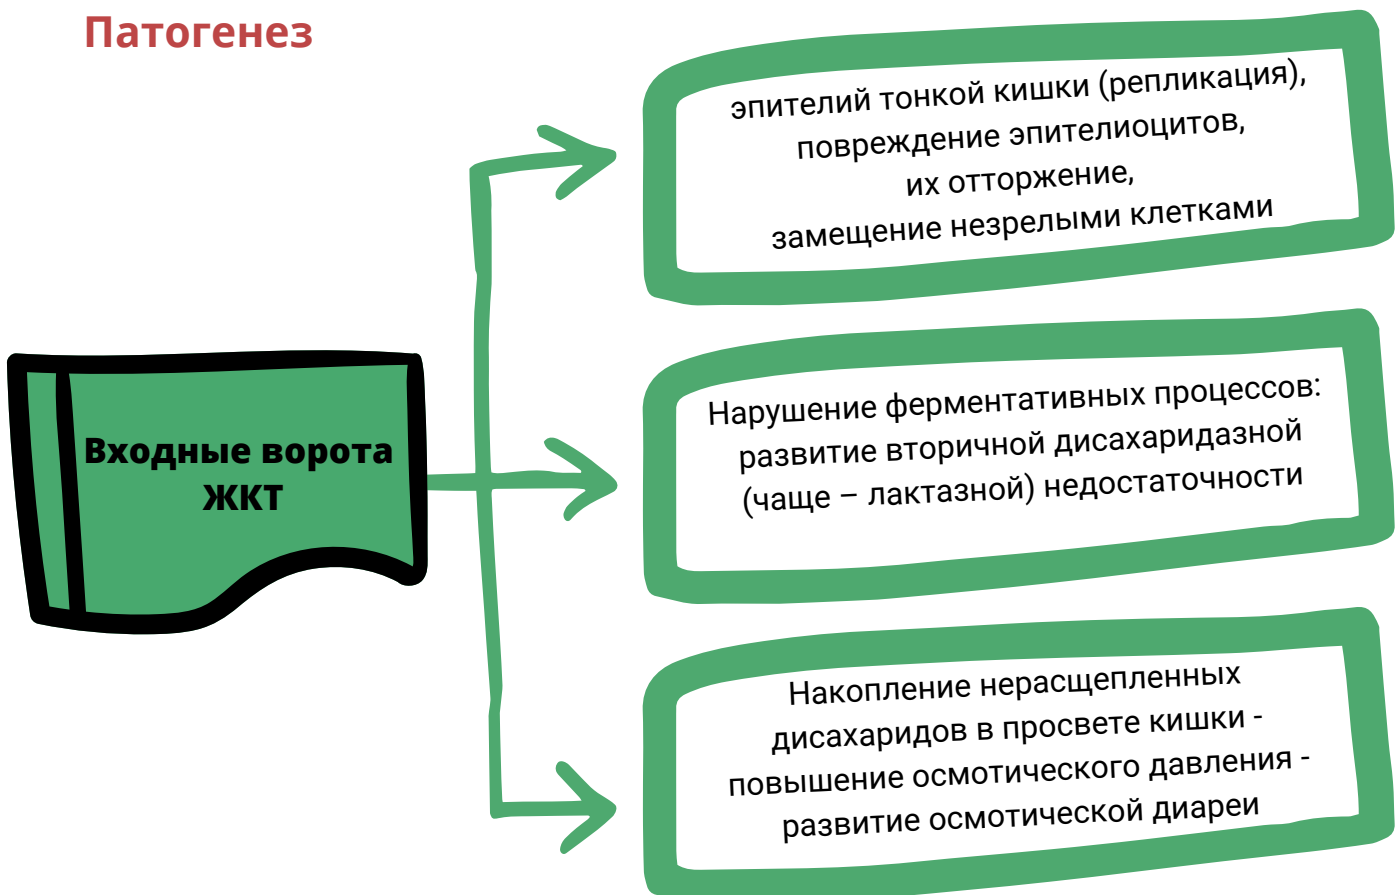 Патогенез
эпителий тонкой кишки (репликация),
повреждение эпителиоцитов,
их отторжение,
замещение незрелыми клетками
Входные ворота
ЖКТ
Нарушение ферментативных процессов:
развитие вторичной дисахаридазной
(чаще – лактазной) недостаточности
Накопление нерасщепленных
дисахаридов в просвете кишки -
повышение осмотического давления -
развитие осмотической диареи